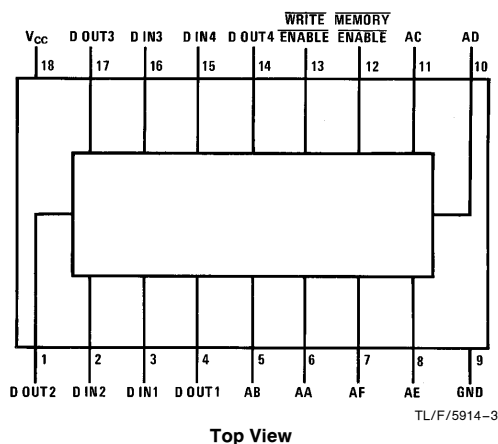 WRITE MEMORY
VCC D OUT3 D IN3 D IN4 D OUT4 ENABLE ENABLE AC AD
18 17 16 15 14 13 12 11 10
1 2 3 4 5 6 7 8 9
D OUT2 D IN2 D IN1 D OUT1 AB AA AF AE GND
TL/F/5914–3
Top View